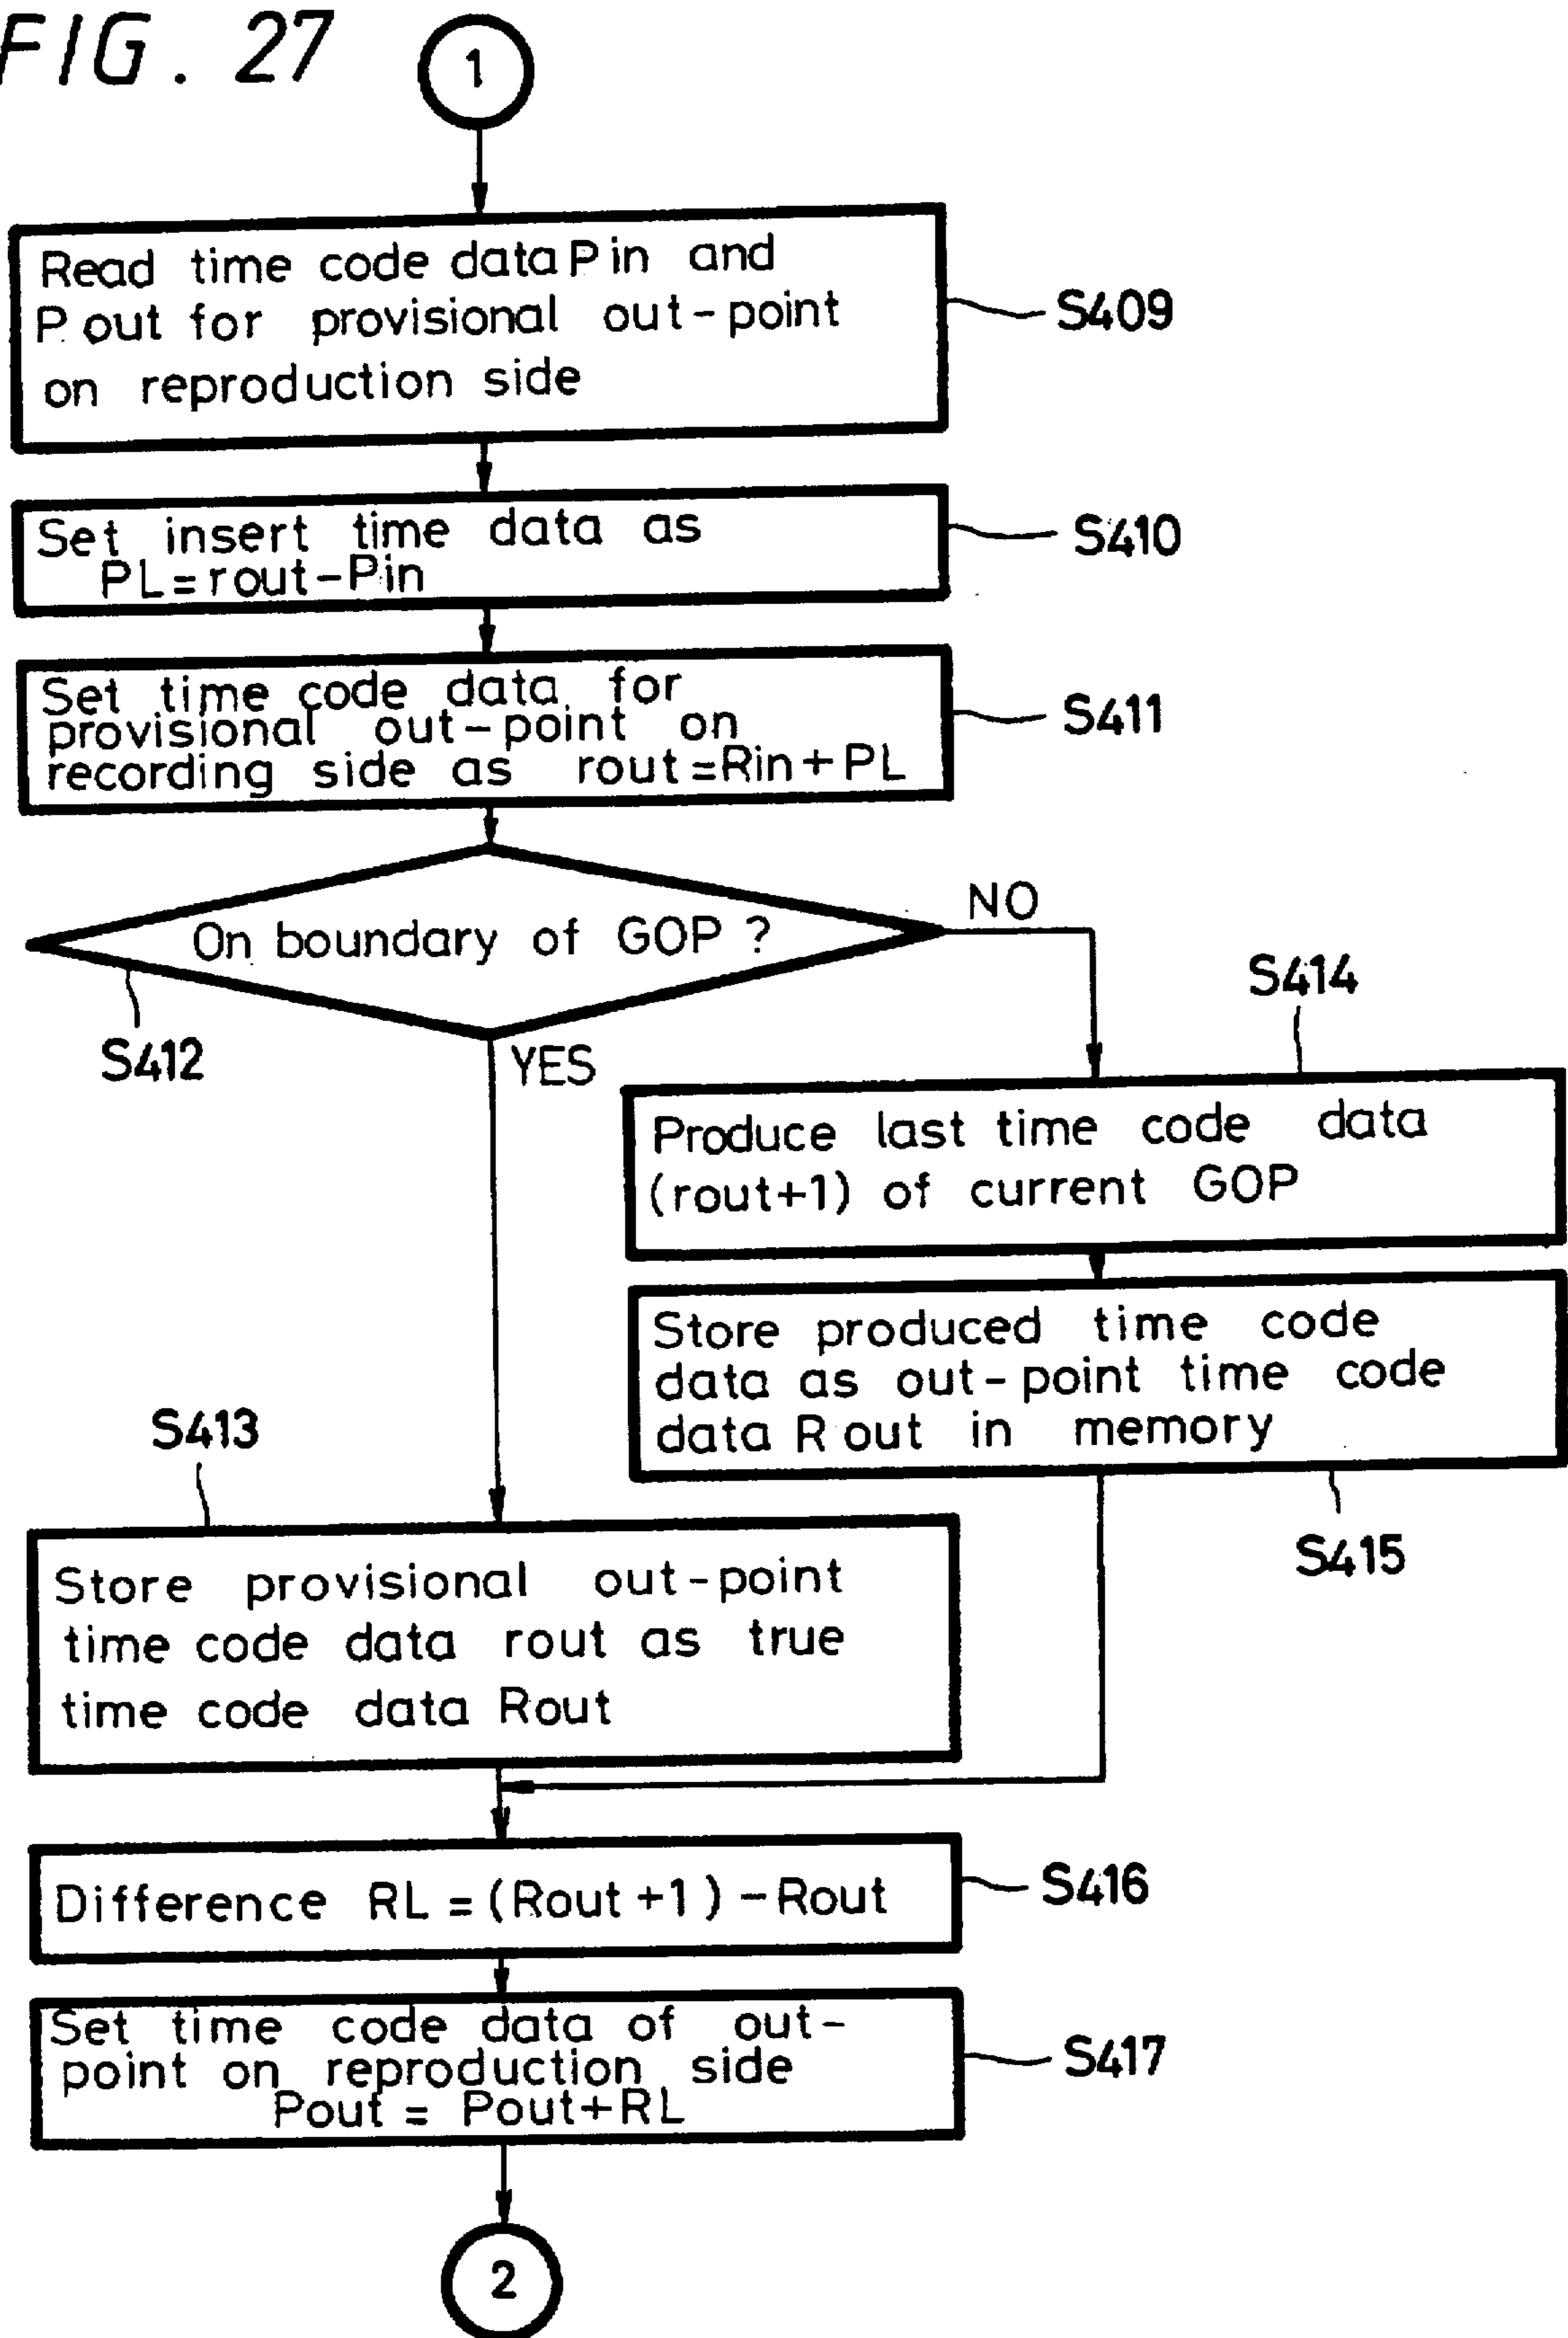 FIG. 27
1
Read time code data Pin and
P out for provisional out-point
on reproduction side
S409
Set insert time data as
PL=rout-Pin
S410
Set time code data for
provisional out-point on
recording side as rout=Rin+PL
S411
On boundary of GOP ?
NO
S412
YES
S414
Produce last time code data
(rout+1) of current GOP
Store produced time code
data as out-point time code
data R out in memory
S415
S413
Store provisional out-point
time code data rout as true
time code data Rout
Difference RL = (Rout +1) - Rout
S416
Set time code data of out-
point on reproduction side
Pout = Pout+RL
S417
2